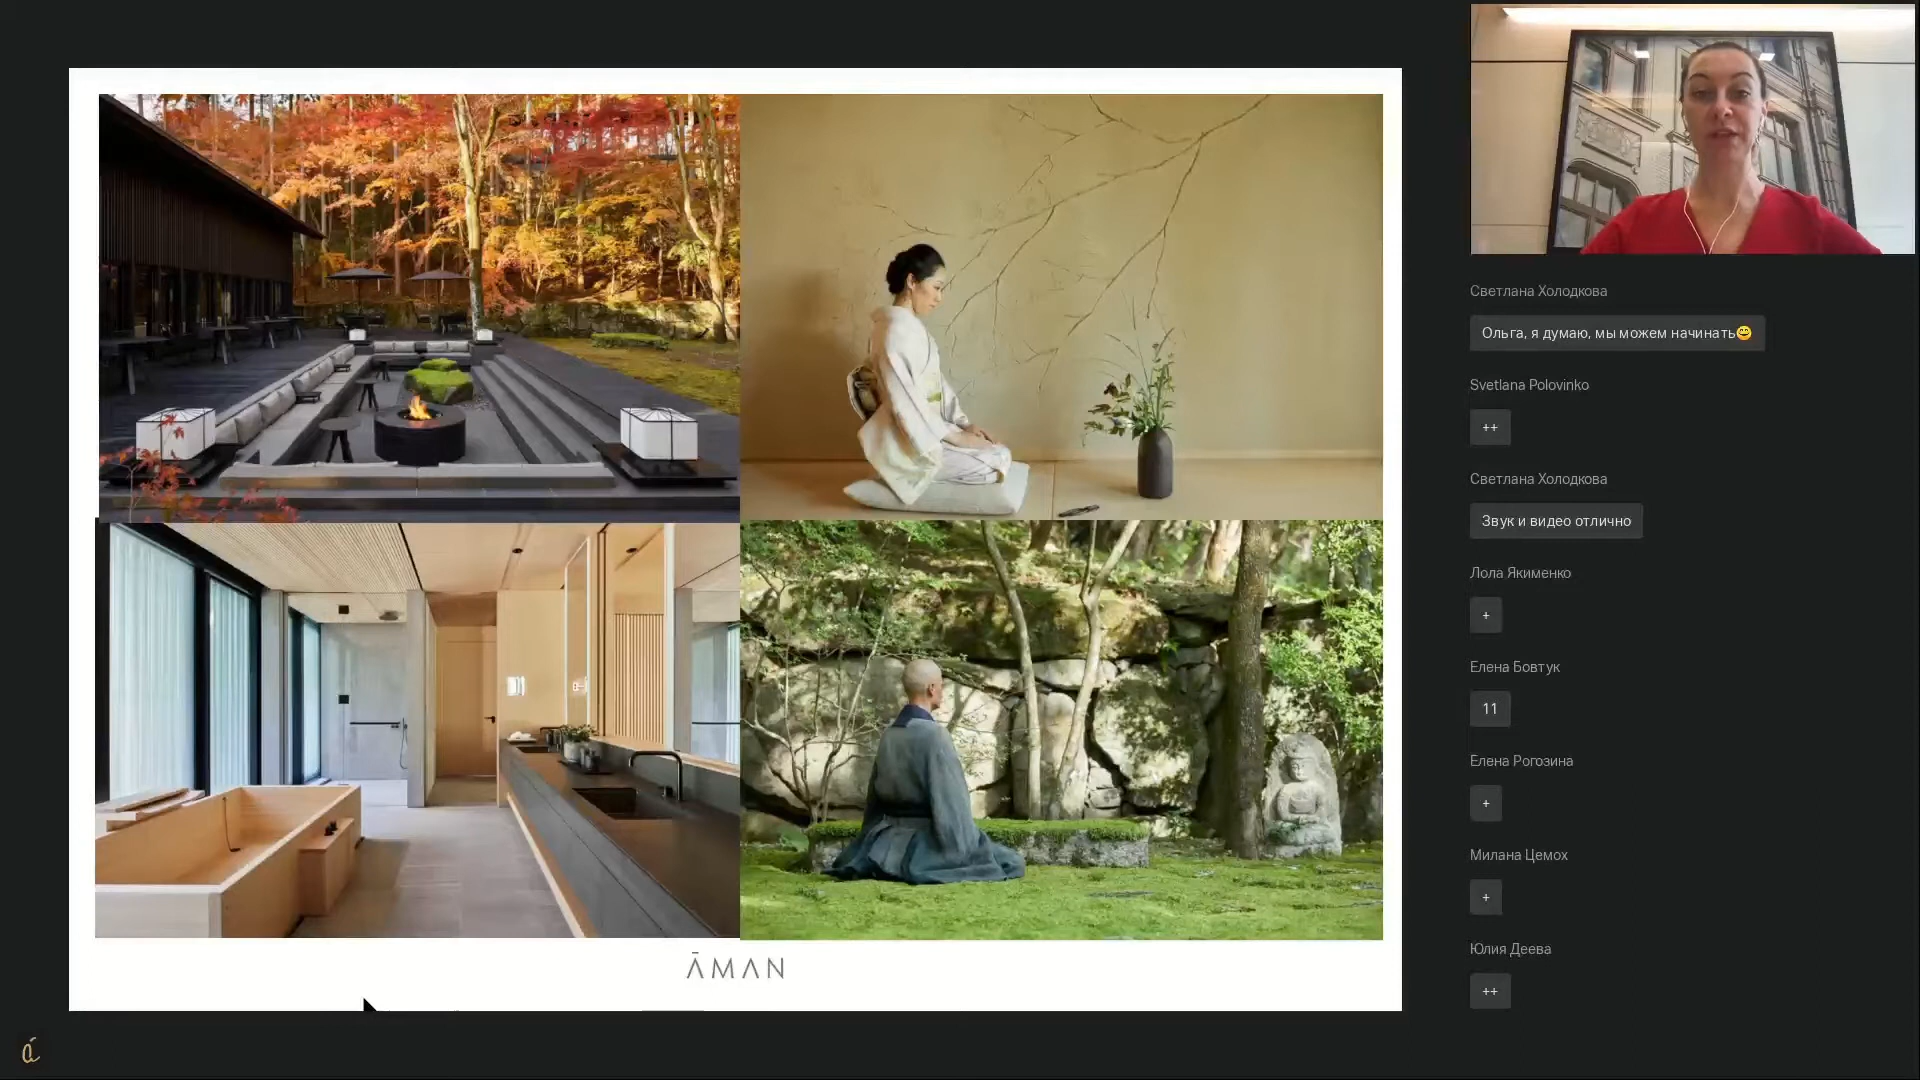 ĀMAN
Светлана Холодкова
Ольга, я думаю, мы можем начинать😄
Svetlana Polovinko
++
Светлана Холодкова
Звук и видео отлично
Лола Якименко
+
Елена Бовтук
11
Елена Рогозина
+
Милана Цемох
+
Юлия Деева
++
á